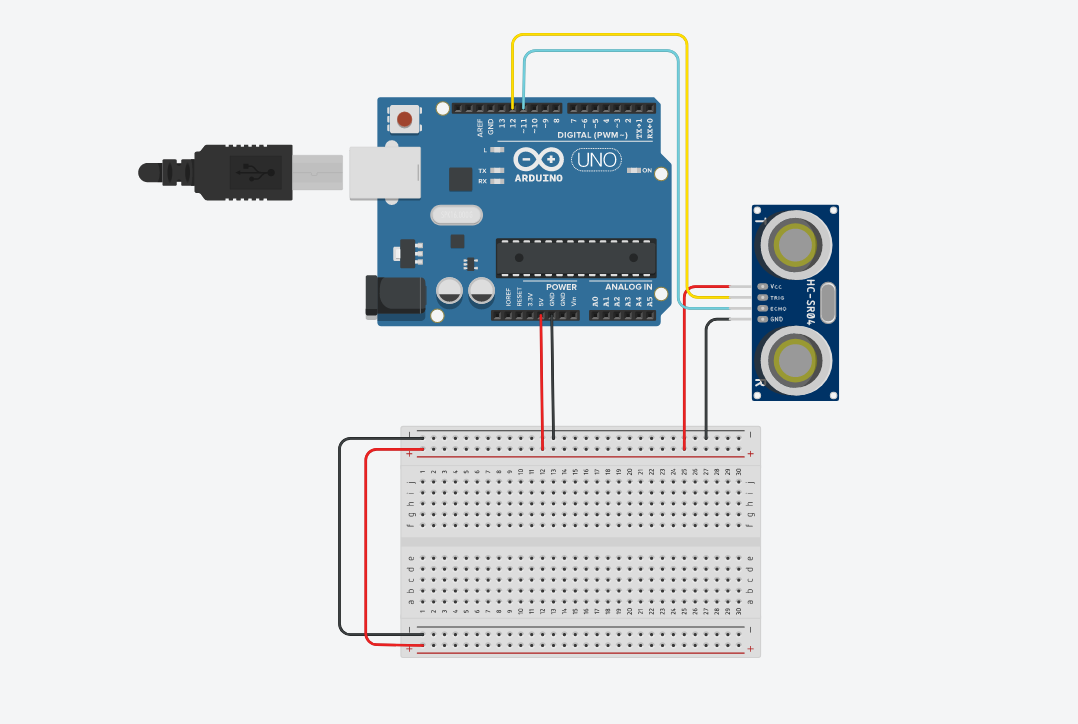 AREF
GND
13
12
~11
~10
~9
8
7
~6
~5
4
~3
2
TX→1
RX←0
DIGITAL (PWM~)
L
TX
RX
ARDUINO
UNO
ON
POWER
ANALOG IN
IOREF
RESET
3.3V
5V
GND
GND
Vin
A0
A1
A2
A3
A4
A5
T
VCC
TRIG
ECHO
GND
HC-SR04
R
- -
+ +
1 2 3 4 5 6 7 8 9 10 11 12 13 14 15 16 17 18 19 20 21 22 23 24 25 26 27 28 29 30
j j
i i
h h
g g
f f
e e
d d
c c
b b
a a
1 2 3 4 5 6 7 8 9 10 11 12 13 14 15 16 17 18 19 20 21 22 23 24 25 26 27 28 29 30
- -
+ +